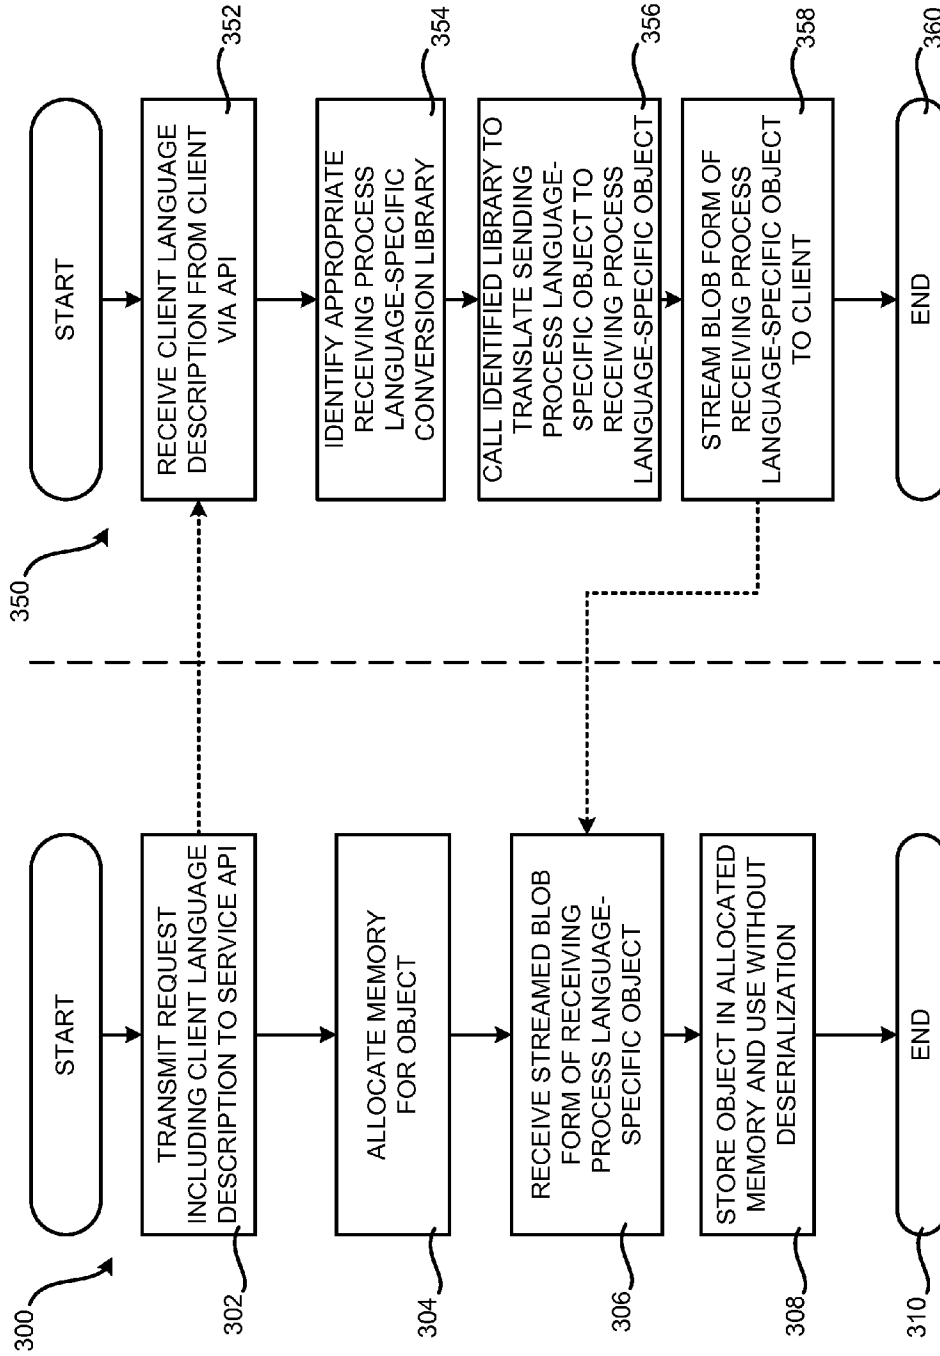 300
START
TRANSMIT REQUEST
INCLUDING CLIENT LANGUAGE
DESCRIPTION TO SERVICE API
302
ALLOCATE MEMORY
FOR OBJECT
304
RECEIVE STREAMED BLOB
FORM OF RECEIVING
PROCESS LANGUAGE-
SPECIFIC OBJECT
306
STORE OBJECT IN ALLOCATED
MEMORY AND USE WITHOUT
DESERIALIZATION
308
END
310
350
START
RECEIVE CLIENT LANGUAGE
DESCRIPTION FROM CLIENT
VIA API
352
IDENTIFY APPROPRIATE
RECEIVING PROCESS
LANGUAGE-SPECIFIC
CONVERSION LIBRARY
354
CALL IDENTIFIED LIBRARY TO
TRANSLATE SENDING
PROCESS LANGUAGE-
SPECIFIC OBJECT TO
RECEIVING PROCESS
LANGUAGE-SPECIFIC OBJECT
356
STREAM BLOB FORM OF
RECEIVING PROCESS
LANGUAGE-SPECIFIC OBJECT
TO CLIENT
358
END
360